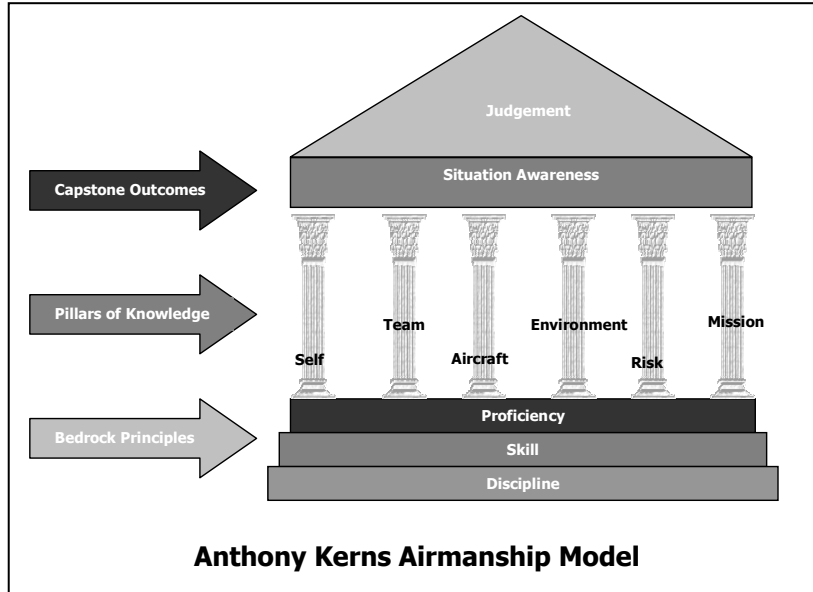 Judgement
Situation Awareness
Capstone Outcomes
Pillars of Knowledge
Self
Team
Aircraft
Environment
Risk
Mission
Bedrock Principles
Proficiency
Skill
Discipline
Anthony Kerns Airmanship Model